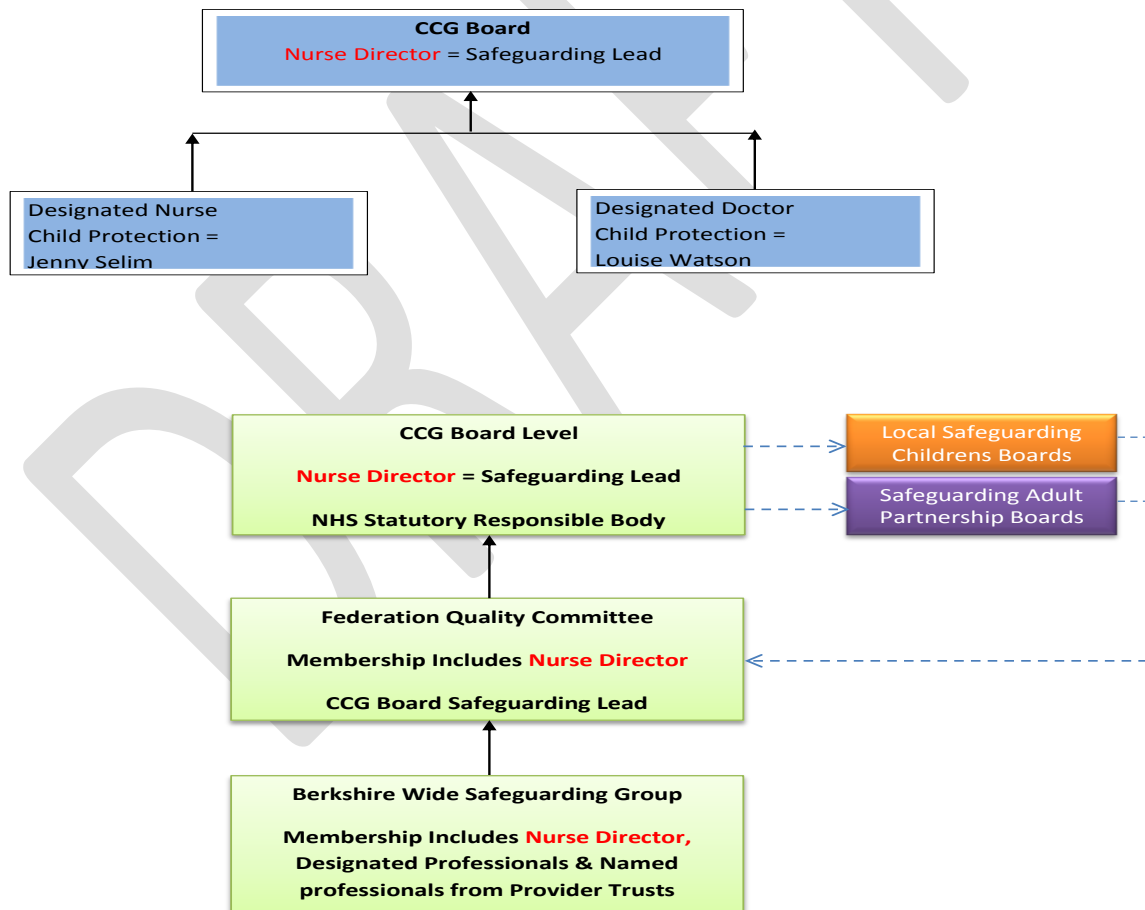 CCG Board
Nurse Director = Safeguarding Lead
Designated Nurse
Child Protection =
Jenny Selim
Designated Doctor
Child Protection =
Louise Watson
CCG Board Level
Nurse Director = Safeguarding Lead
NHS Statutory Responsible Body
Local Safeguarding
Childrens Boards
Safeguarding Adult
Partnership Boards
Federation Quality Committee
Membership Includes Nurse Director
CCG Board Safeguarding Lead
Berkshire Wide Safeguarding Group
Membership Includes Nurse Director,
Designated Professionals & Named
professionals from Provider Trusts
DRAFT